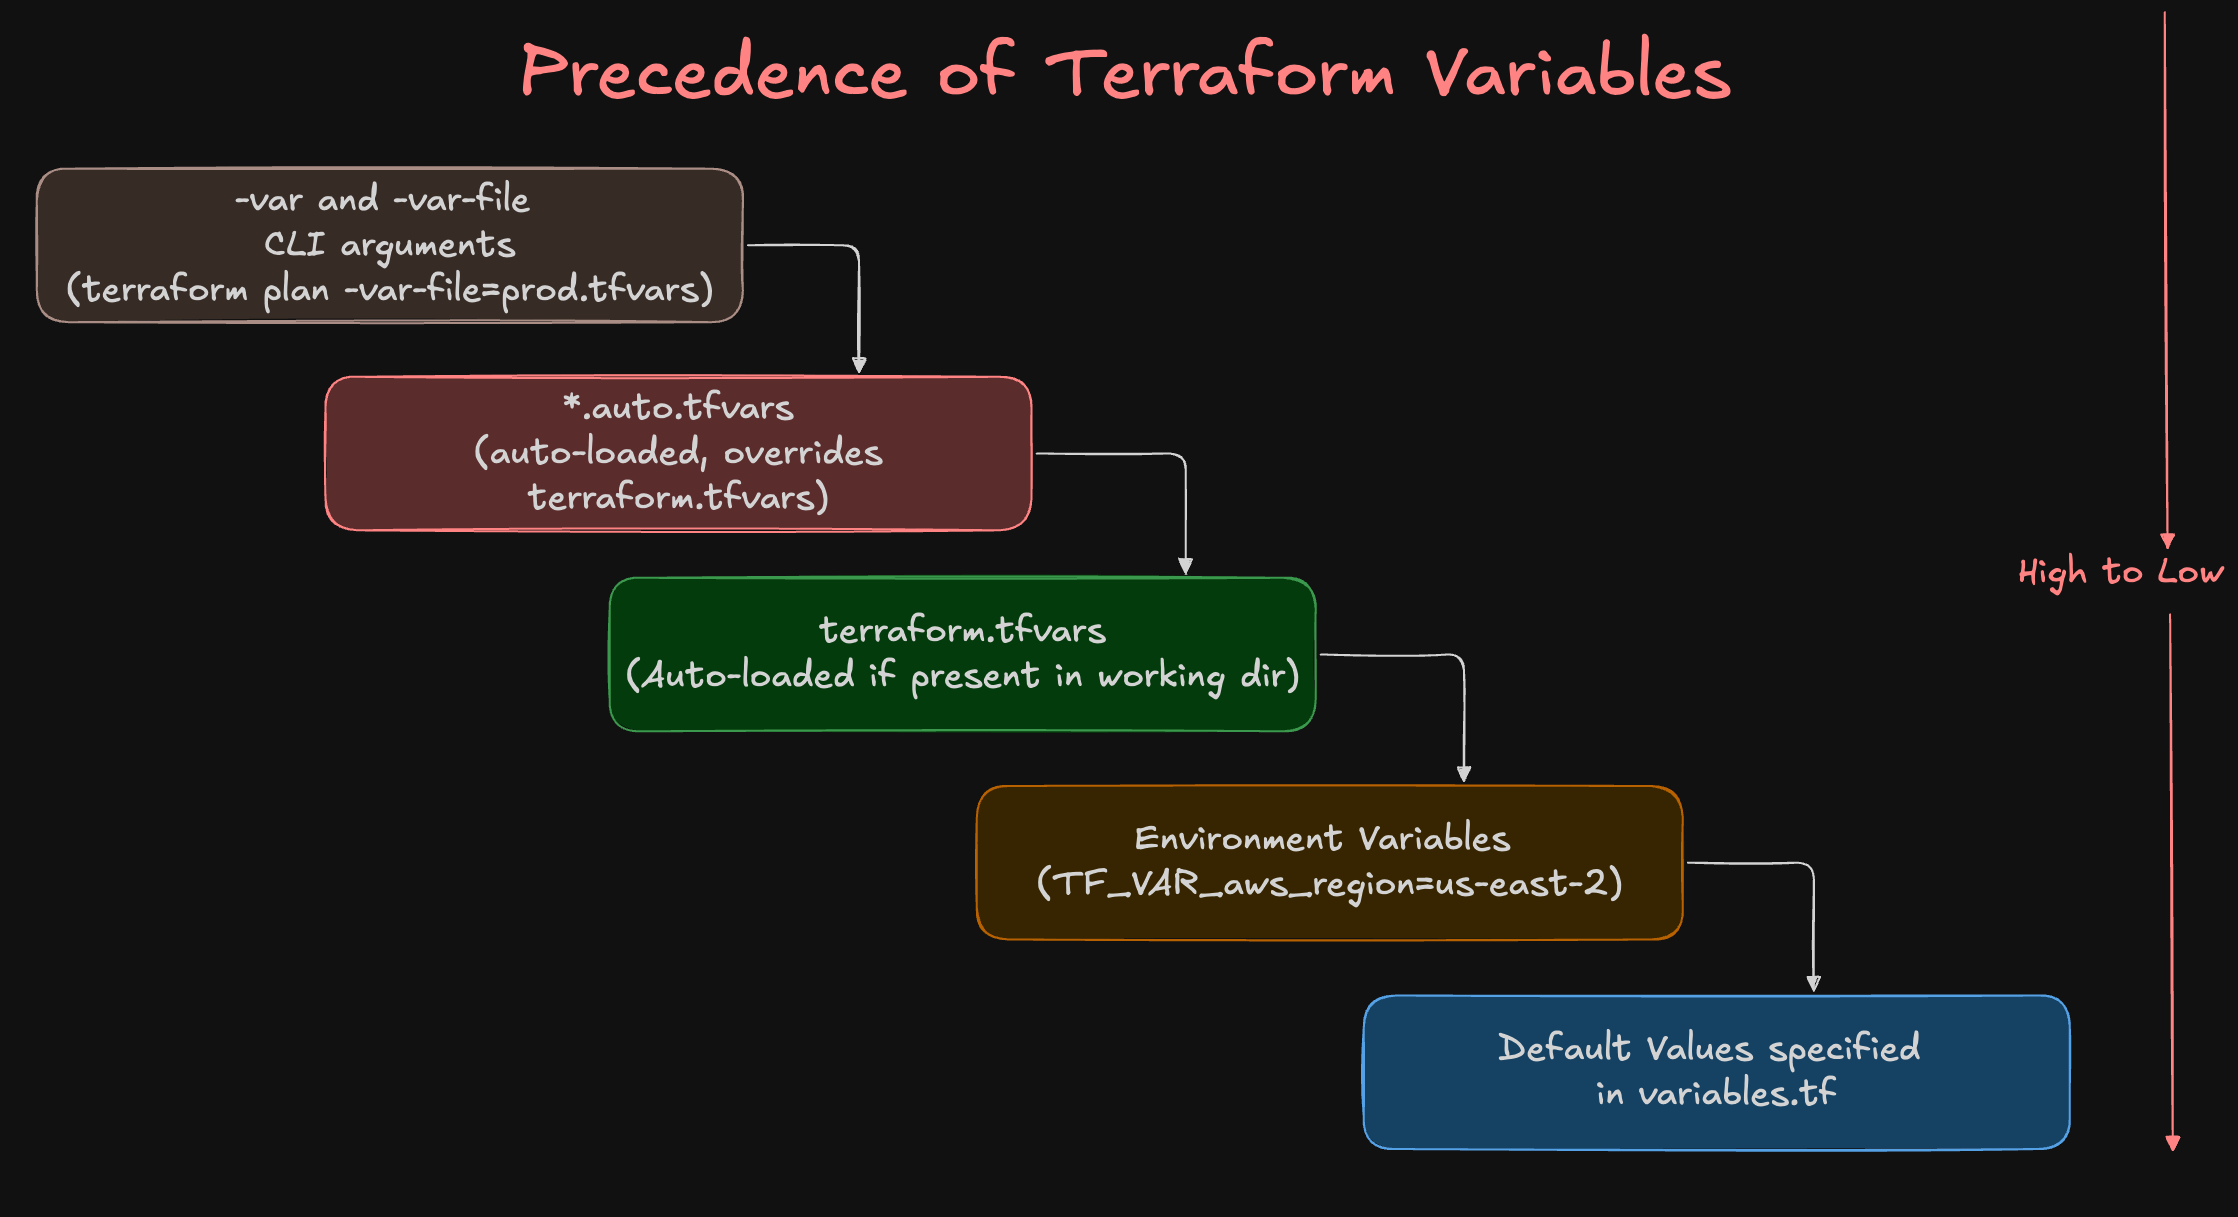 Precedence of Terraform Variables
-var and -var-file
CLI arguments
(terraform plan -var-file=prod.tfvars)
*.auto.tfvars
(auto-loaded, overrides
terraform.tfvars)
High to Low
terraform.tfvars
(Auto-loaded if present in working dir)
Environment Variables
(TF_VAR_aws_region=us-east-2)
Default Values specified
in variables.tf